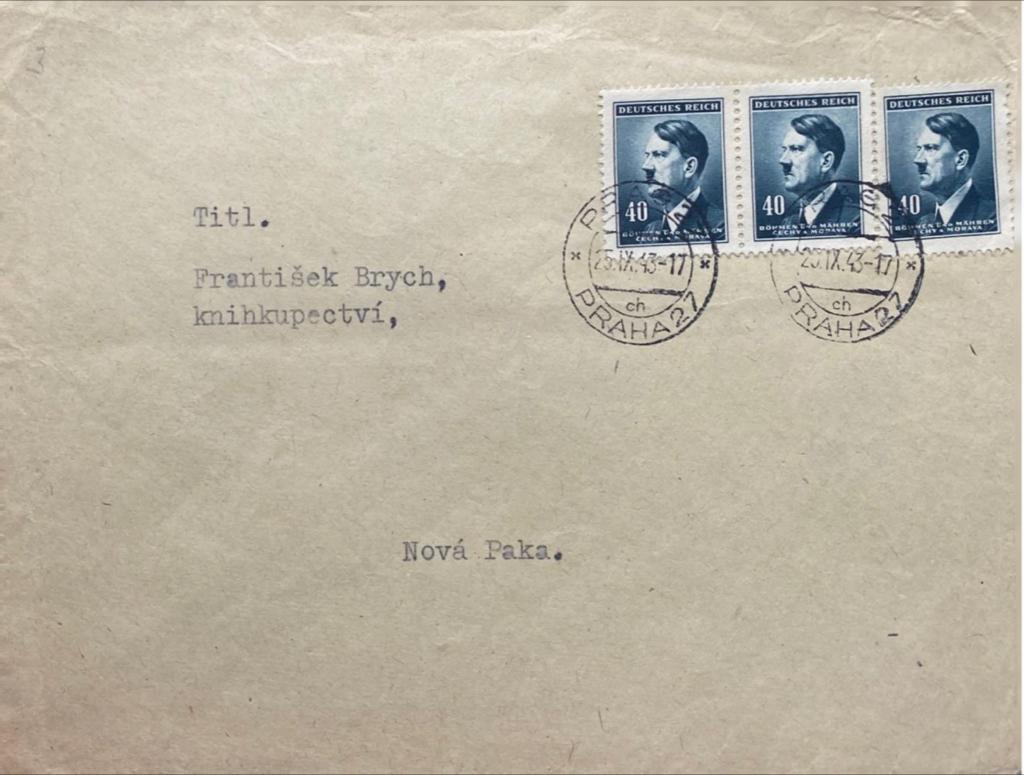 DEUTSCHES REICH
40
BÖHMEN UND MÄHREN
ČECHY A MORAVA
DEUTSCHES REICH
40
BÖHMEN UND MÄHREN
ČECHY A MORAVA
DEUTSCHES REICH
40
BÖHMEN UND MÄHREN
ČECHY A MORAVA
25.IX.43-17
ch
PRAHA 27
25.IX.43-17
ch
PRAHA 27
Titl.
František Brych,
knihkupectví,
Nová Paka.